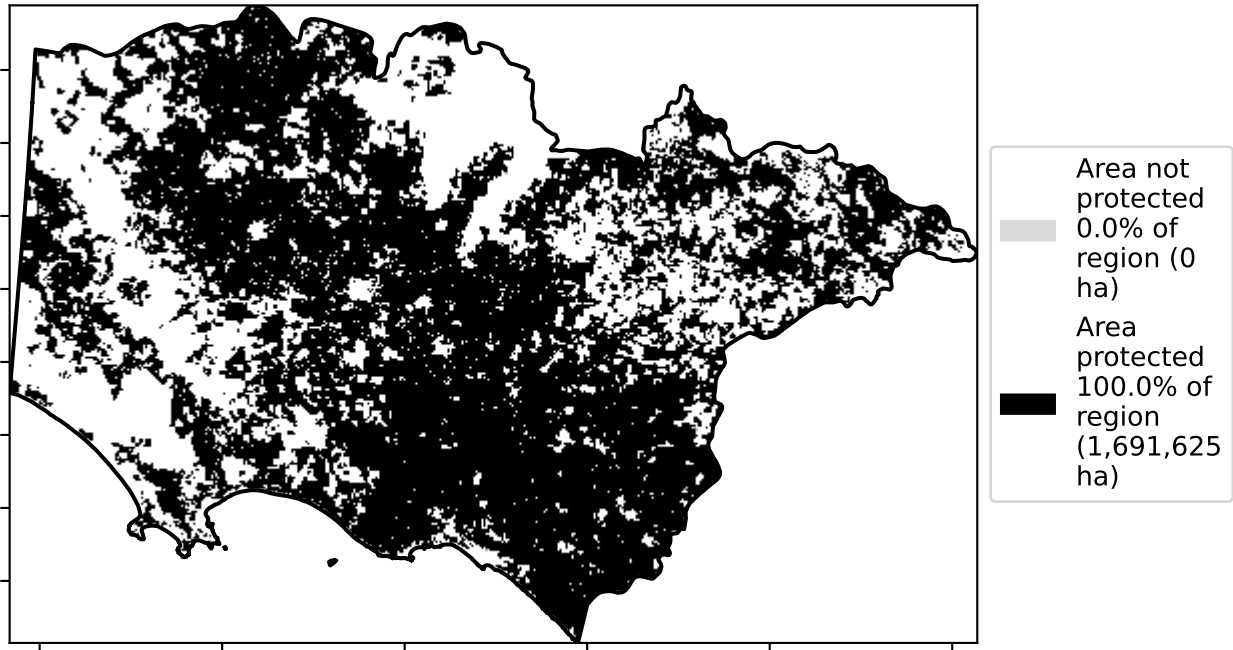 Area not
protected
0.0% of
region (0
ha)
Area
protected
100.0% of
region
(1,691,625
ha)